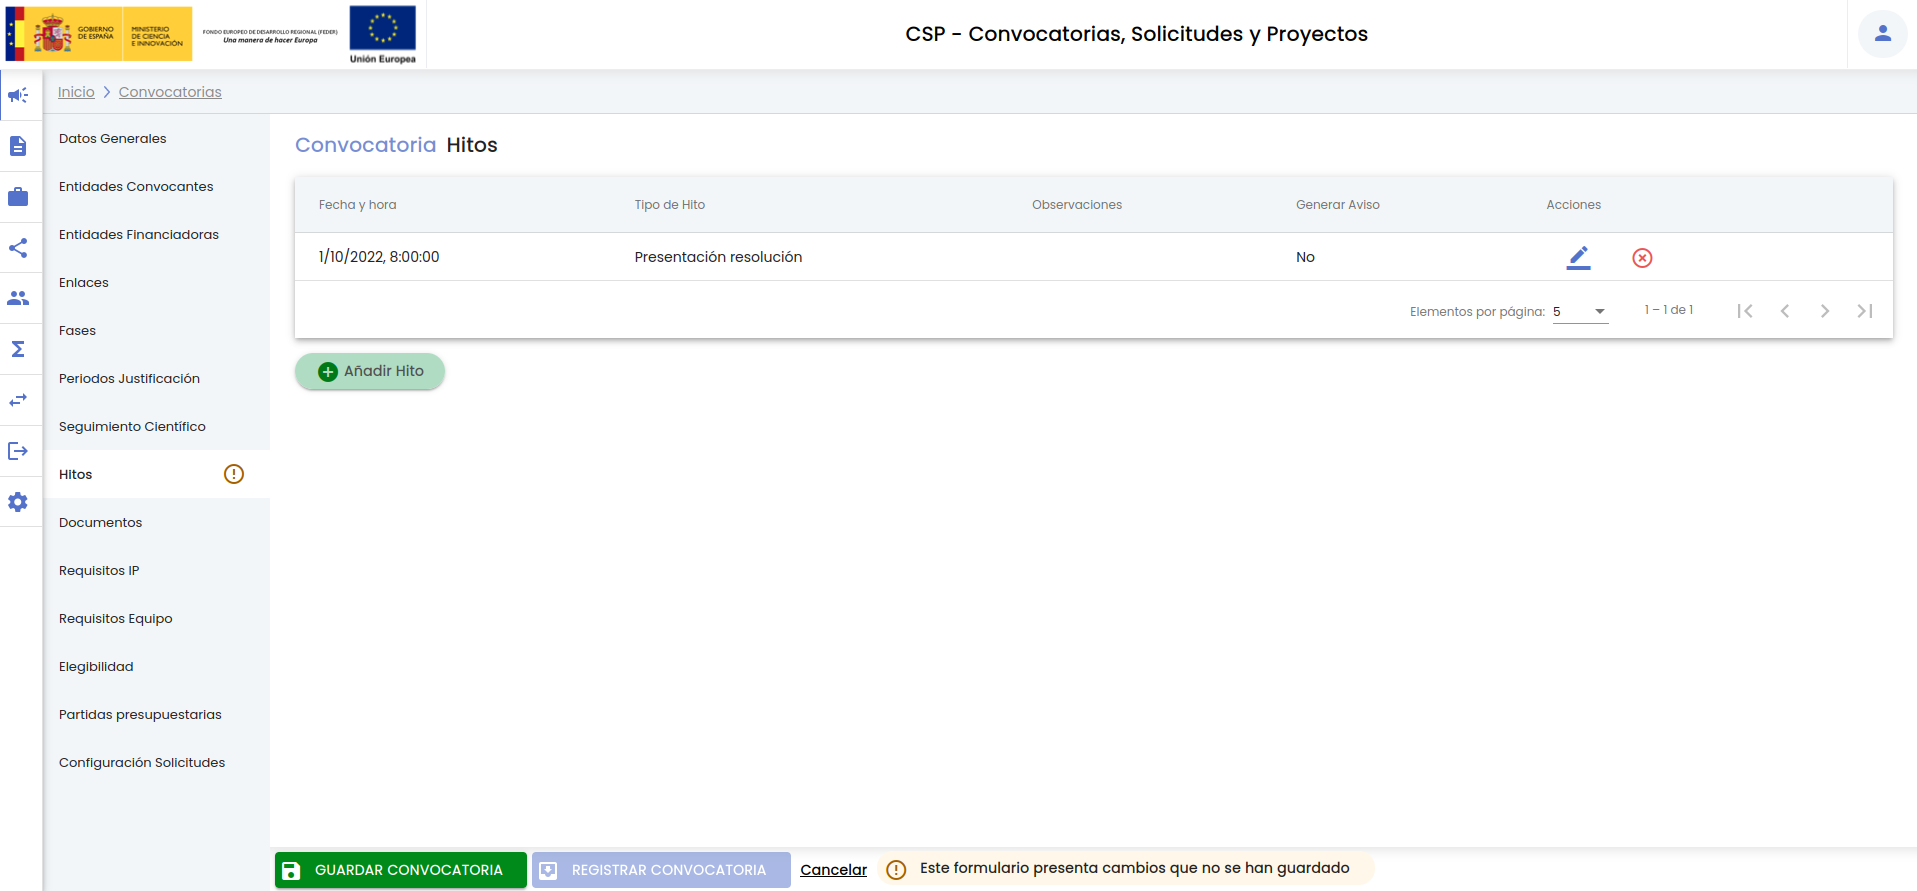 GOBIERNO
DE ESPAÑA
MINISTERIO
DE CIENCIA
E INNOVACIÓN
FONDO EUROPEO DE DESARROLLO REGIONAL (FEDER)
Una manera de hacer Europa
Unión Europea
CSP - Convocatorias, Solicitudes y Proyectos
Inicio > Convocatorias
Datos Generales
Entidades Convocantes
Entidades Financiadoras
Enlaces
Fases
Periodos Justificación
Seguimiento Científico
Hitos
Documentos
Requisitos IP
Requisitos Equipo
Elegibilidad
Partidas presupuestarias
Configuración Solicitudes
Convocatoria Hitos
Fecha y hora Tipo de Hito Observaciones Generar Aviso Acciones
1/10/2022, 8:00:00 Presentación resolución No
Elementos por página: 5 1 – 1 de 1
Añadir Hito
GUARDAR CONVOCATORIA REGISTRAR CONVOCATORIA Cancelar Este formulario presenta cambios que no se han guardado